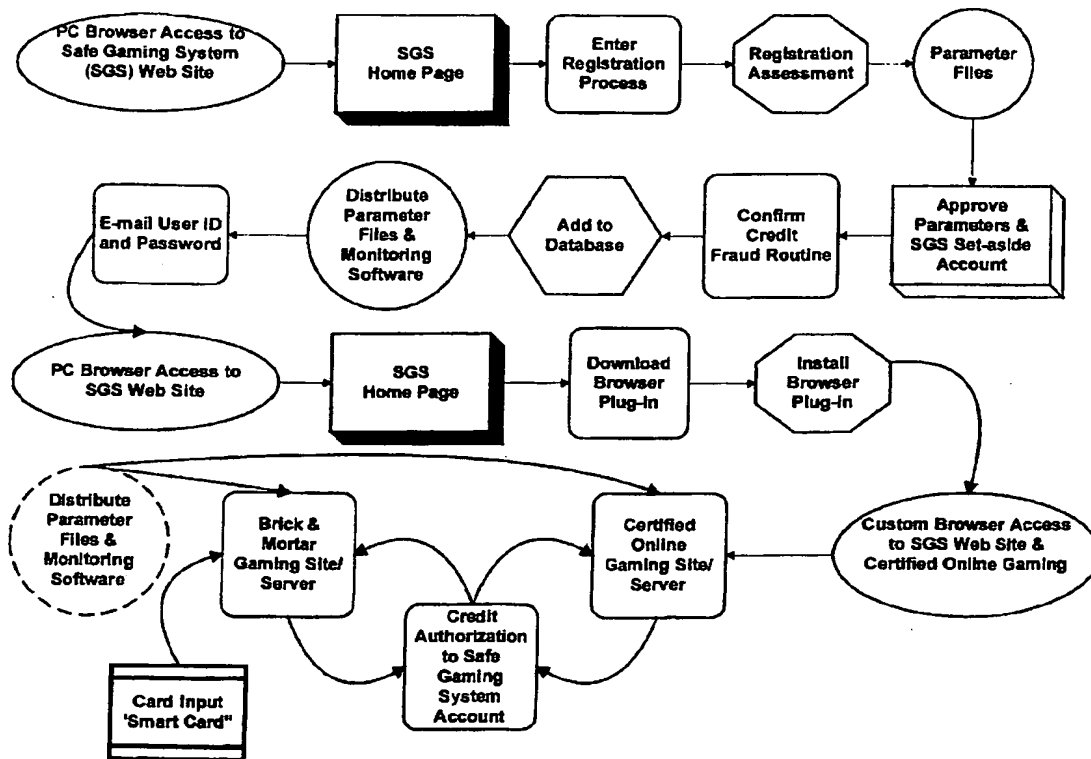 PC Browser Access to
Safe Gaming System
(SGS) Web Site
SGS
Home Page
Enter
Registration
Process
Registration
Assessment
Parameter
Files
E-mail User ID
and Password
Distribute
Parameter
Files &
Monitoring
Software
Add to
Database
Confirm
Credit
Fraud Routine
Approve
Parameters &
SGS Set-aside
Account
PC Browser Access to
SGS Web Site
SGS
Home Page
Download
Browser
Plug-In
Install
Browser
Plug-in
Distribute
Parameter
Files &
Monitoring
Software
Brick &
Mortar
Gaming Site/
Server
Certified
Online
Gaming Site/
Server
Custom Browser Access
to SGS Web Site &
Certified Online Gaming
Credit
Authorization
to Safe
Gaming
System
Account
Card Input
'Smart Card"